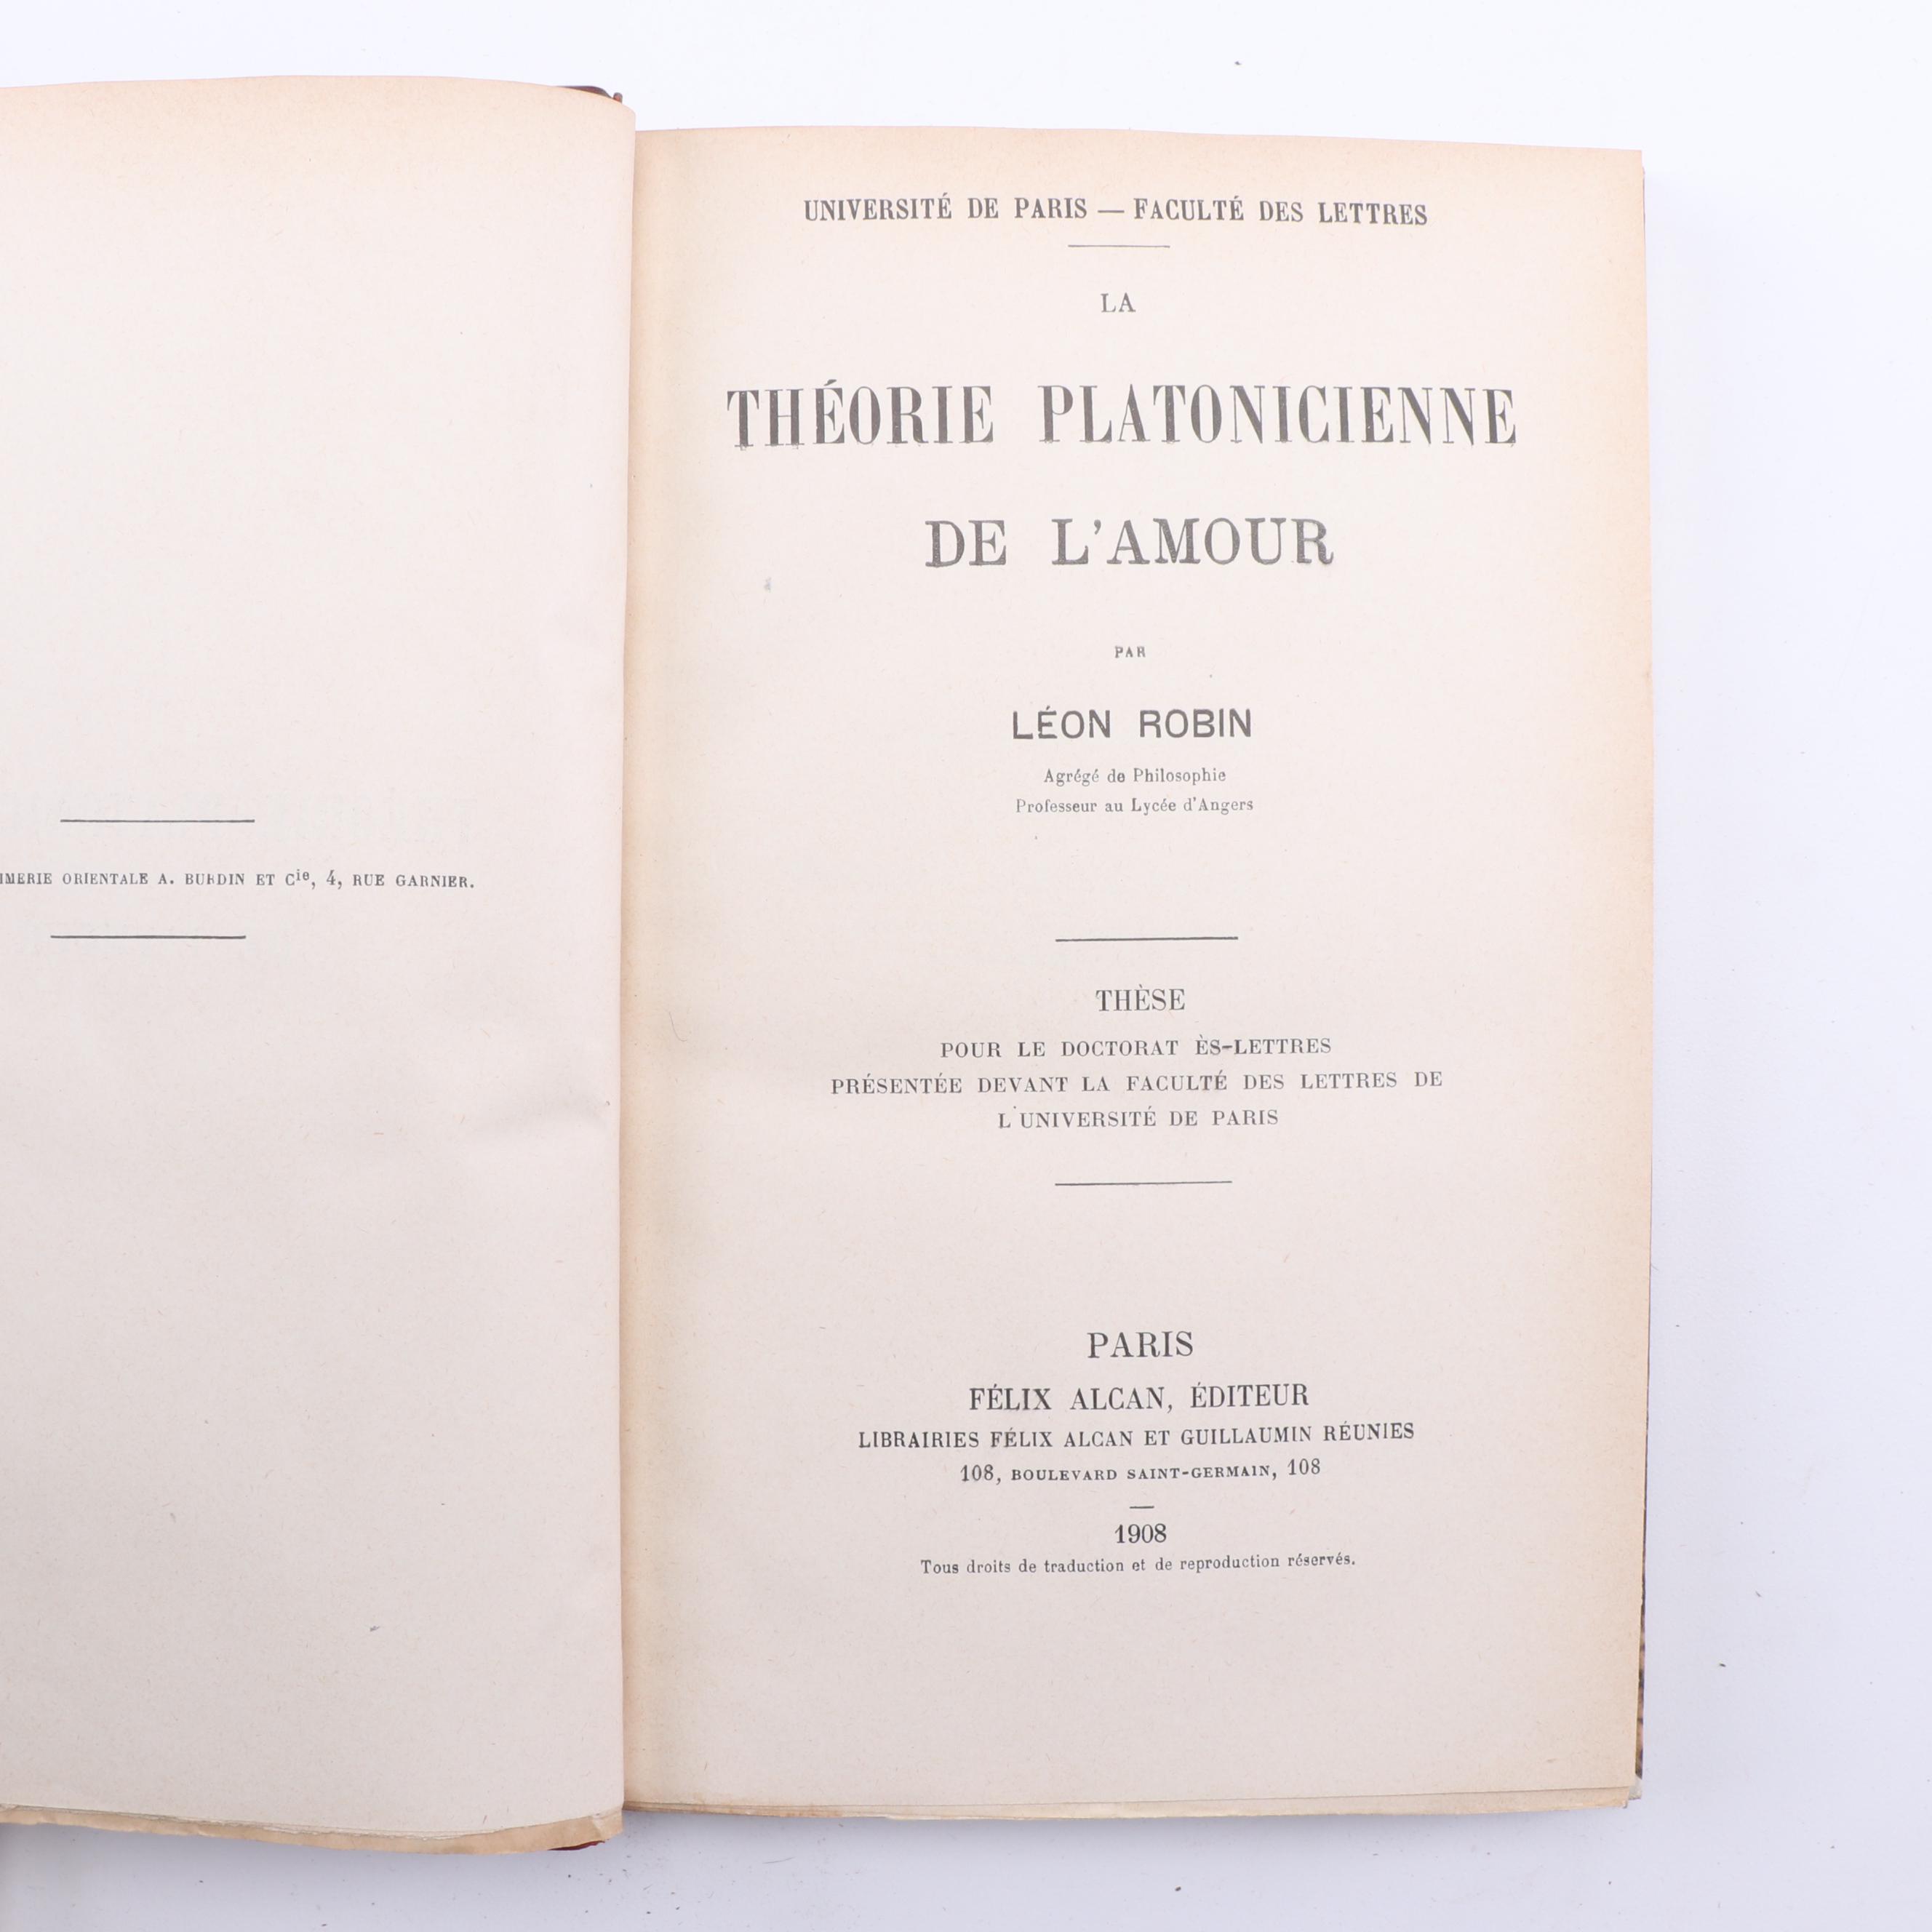 ORIENTALE A. BURDIN ET Cie, 4, RUE GARNIER.
UNIVERSITÉ DE PARIS — FACULTÉ DES LETTRES
LA
THÉORIE PLATONICIENNE
DE L'AMOUR
PAR
LÉON ROBIN
Agrégé de Philosophie
Professeur au Lycée d'Angers
THÈSE
POUR LE DOCTORAT ÈS-LETTRES
PRÉSENTÉE DEVANT LA FACULTÉ DES LETTRES DE
L'UNIVERSITÉ DE PARIS
PARIS
FÉLIX ALCAN, ÉDITEUR
LIBRAIRIES FÉLIX ALCAN ET GUILLAUMIN RÉUNIES
108, BOULEVARD SAINT-GERMAIN, 108
1908
Tous droits de traduction et de reproduction réservés.